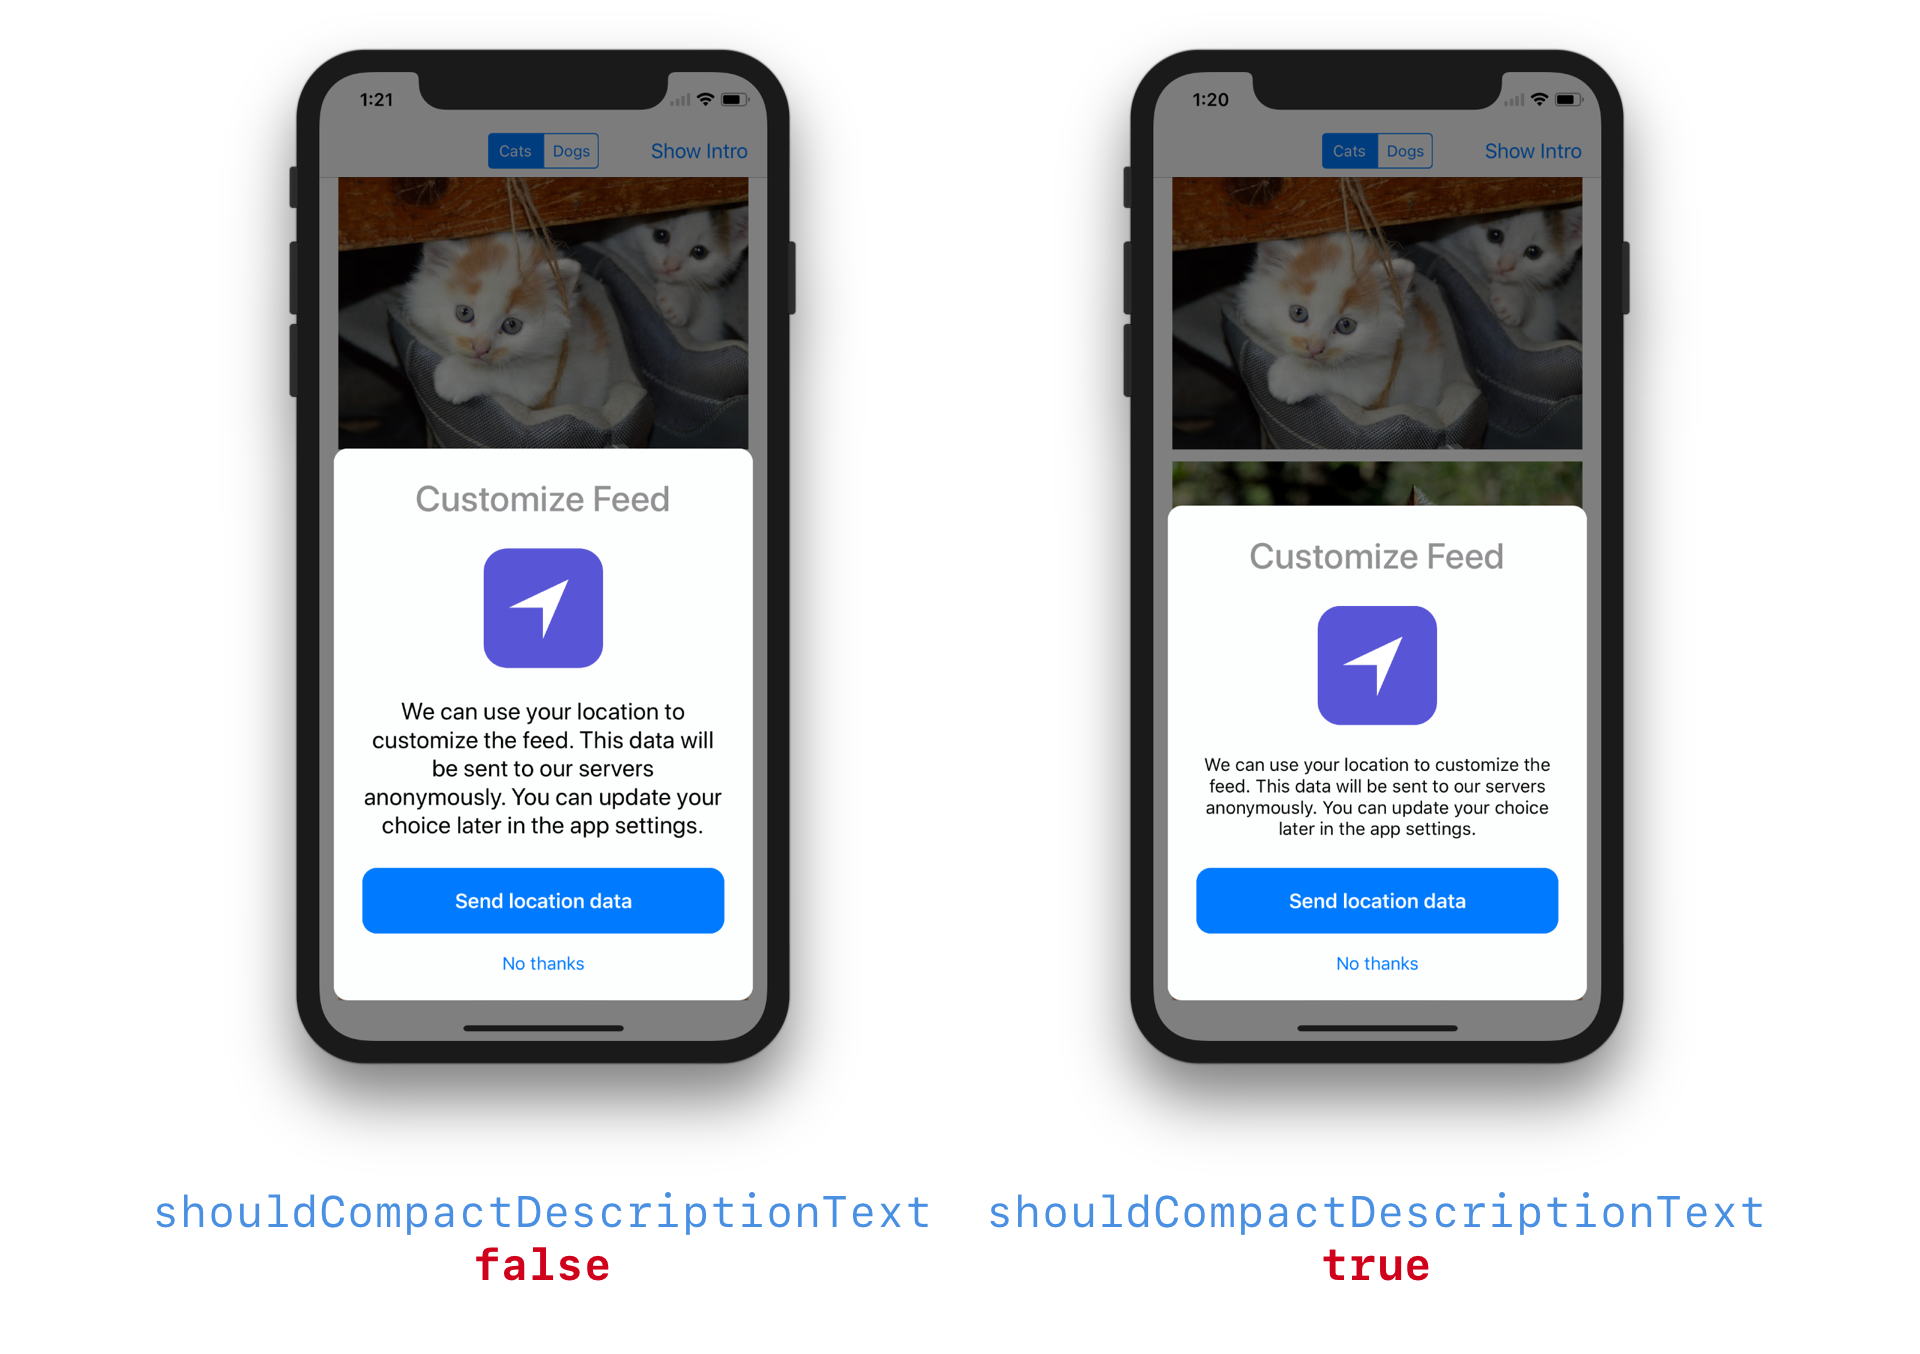 1:21
Cats Dogs Show Intro
Customize Feed
We can use your location to
customize the feed. This data will
be sent to our servers
anonymously. You can update your
choice later in the app settings.
Send location data
No thanks
shouldCompactDescriptionText
false
1:20
Cats Dogs Show Intro
Customize Feed
We can use your location to customize the
feed. This data will be sent to our servers
anonymously. You can update your choice
later in the app settings.
Send location data
No thanks
shouldCompactDescriptionText
true